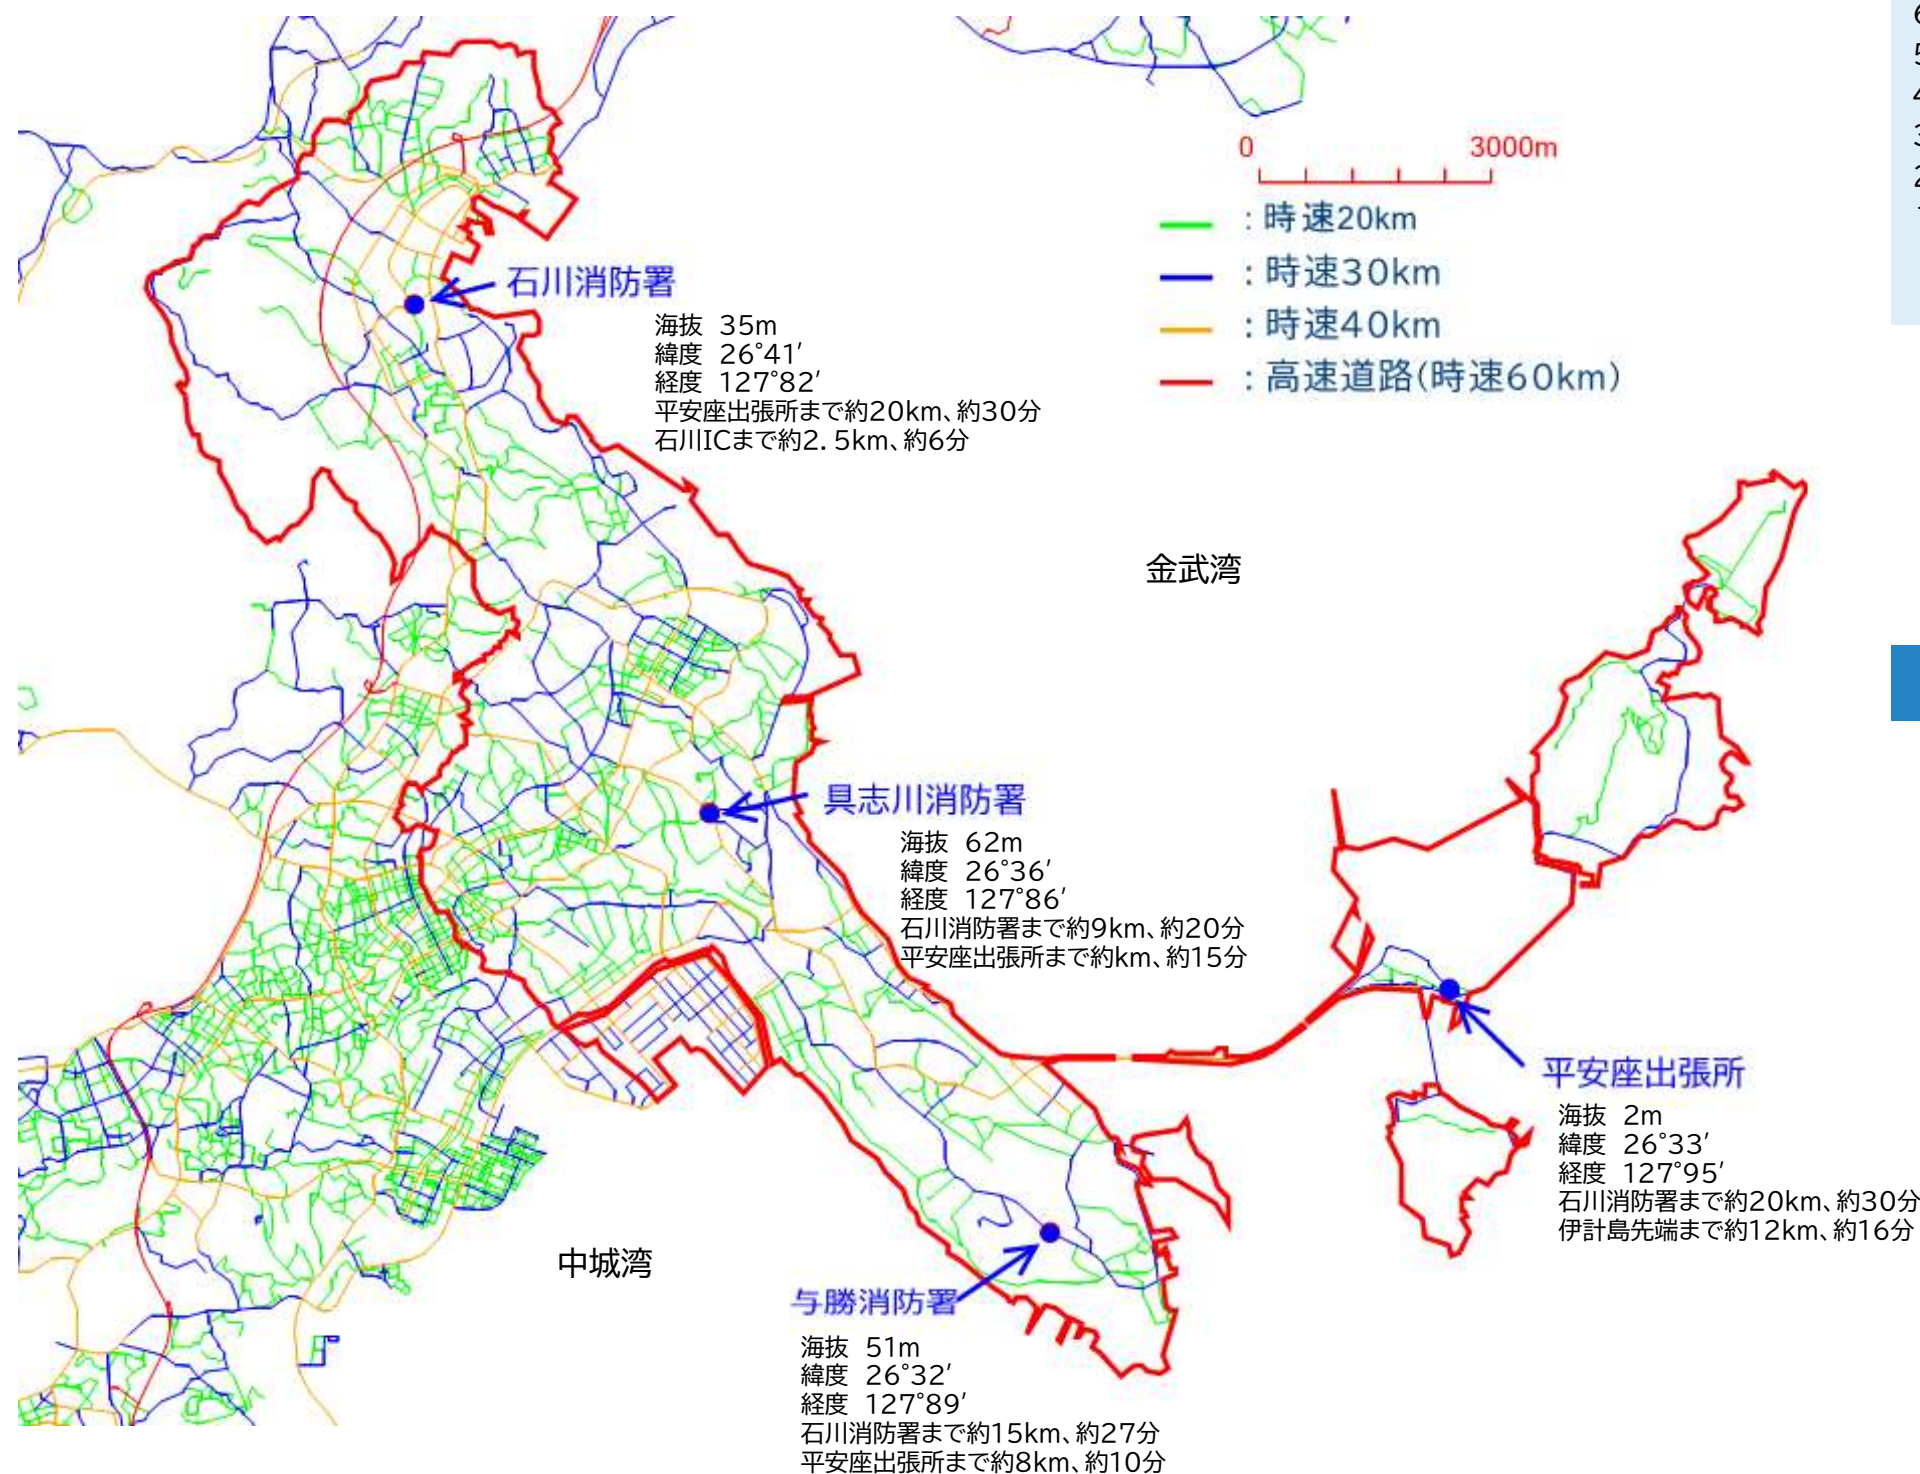 0 3000m
：時速20km
：時速30km
：時速40km
：高速道路(時速60km)
石川消防署
海抜 35m
緯度 26°41′
経度 127°82′
平安座出張所まで約20km、約30分
石川ICまで約2.5km、約6分
金武湾
具志川消防署
海抜 62m
緯度 26°36′
経度 127°86′
石川消防署まで約9km、約20分
平安座出張所まで約km、約15分
平安座出張所
海抜 2m
緯度 26°33′
経度 127°95′
石川消防署まで約20km、約30分
伊計島先端まで約12km、約16分
中城湾
与勝消防署
海抜 51m
緯度 26°32′
経度 127°89′
石川消防署まで約15km、約27分
平安座出張所まで約8km、約10分